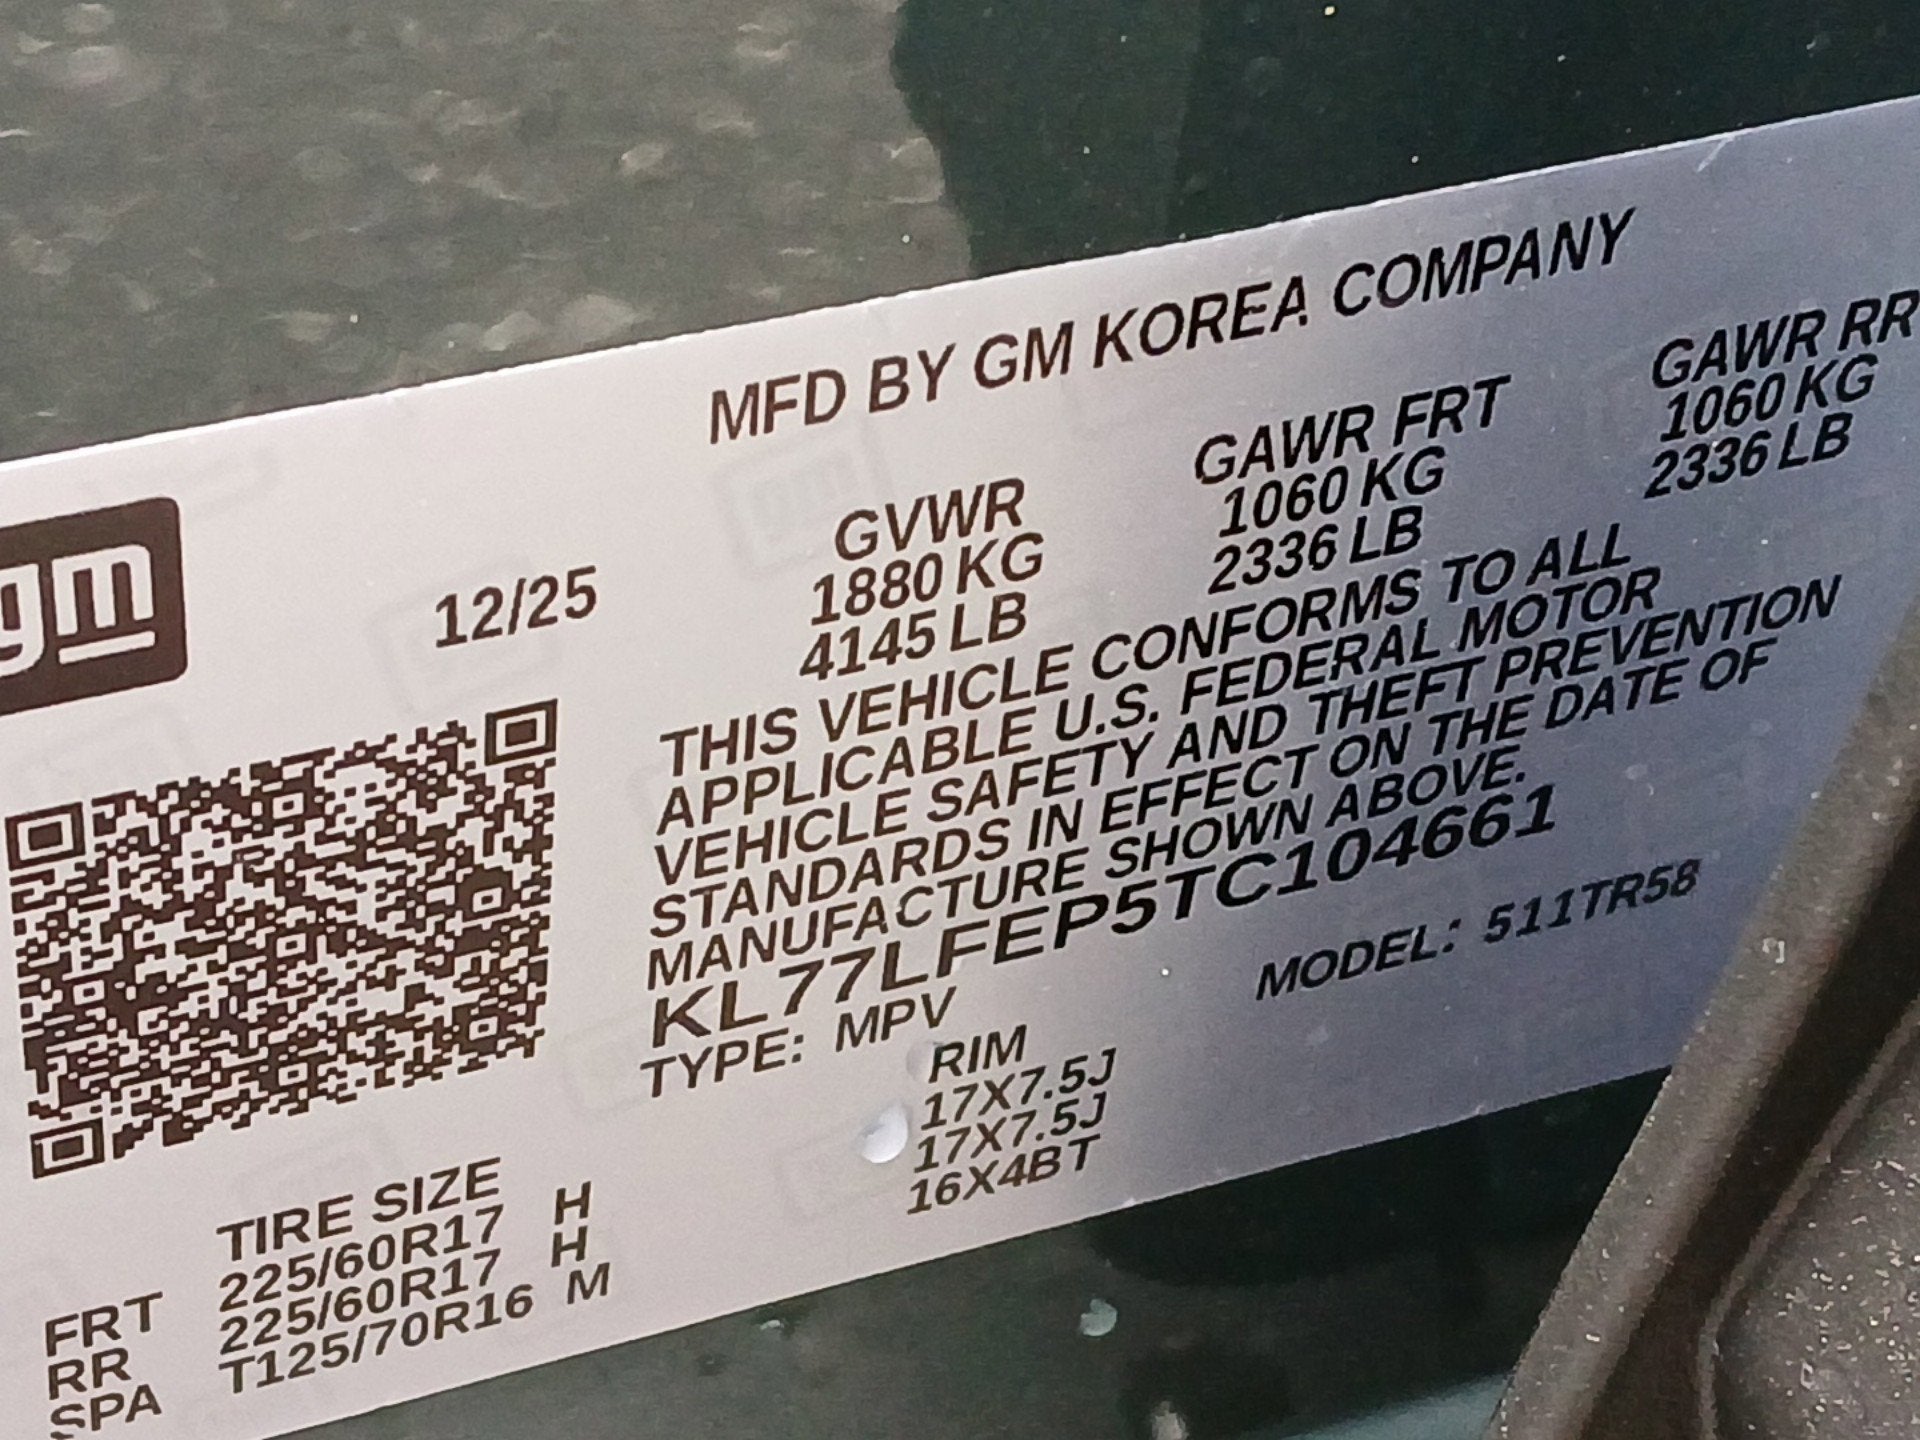 MFD BY GM KOREA COMPANY
gm
12/25
GVWR
1880 KG
4145 LB
GAWR FRT
1060 KG
2336 LB
GAWR RR
1060 KG
2336 LB
THIS VEHICLE CONFORMS TO ALL
APPLICABLE U.S. FEDERAL MOTOR
VEHICLE SAFETY AND THEFT PREVENTION
STANDARDS IN EFFECT ON THE DATE OF
MANUFACTURE SHOWN ABOVE.
KL77LFEP5TC104661
TYPE: MPV
MODEL: 511TR58
TIRE SIZE
RIM
FRT 225/60R17 H 17X7.5J
RR 225/60R17 H 17X7.5J
SPA T125/70R16 M 16X4BT